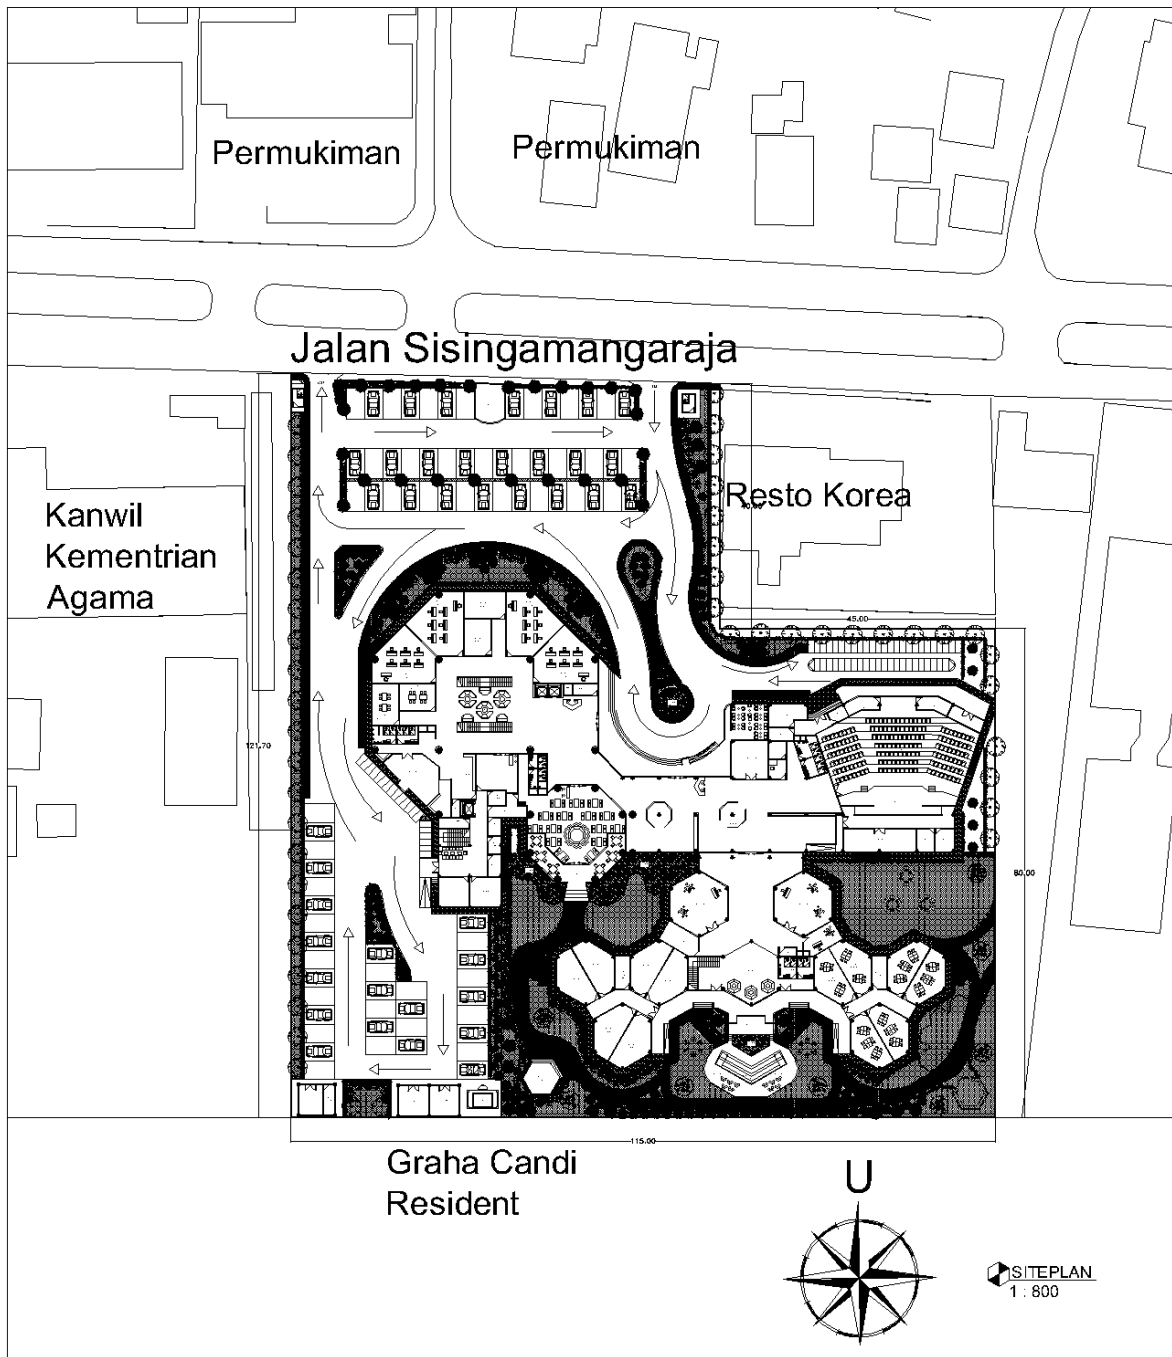 Permukiman
Permukiman
Jalan Sisingamangaraja
Kanwil
Kementrian
Agama
Resto Korea
45.00
121.70
80.00
115.00
Graha Candi
Resident
U
SITEPLAN
1 : 800